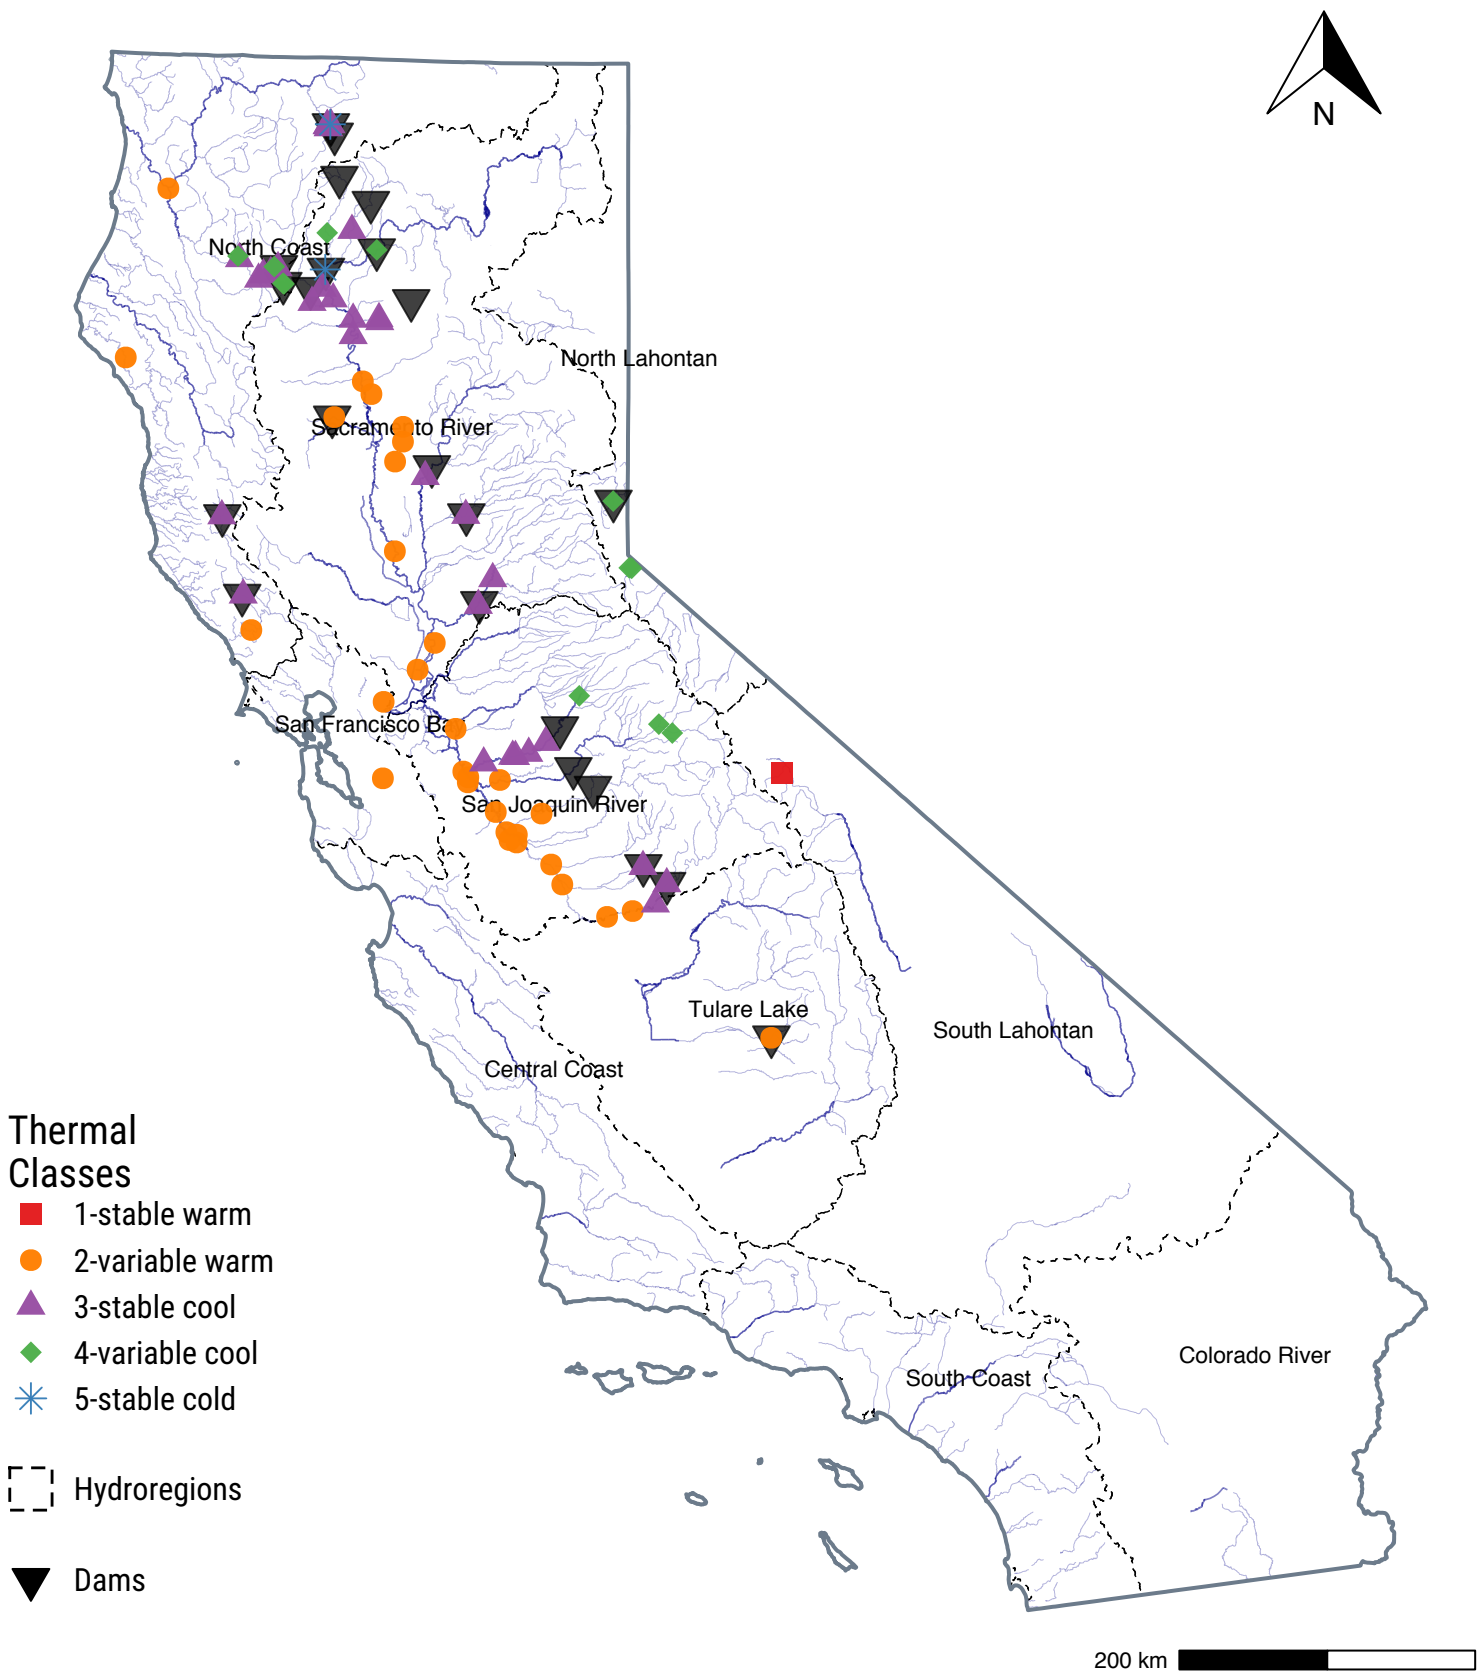 N
North Coast
North Lahontan
Sacramento River
San Francisco Bay
San Joaquin River
Tulare Lake
South Lahontan
Central Coast
Thermal
Classes
1-stable warm
2-variable warm
3-stable cool
4-variable cool
5-stable cold
Hydroregions
Dams
Colorado River
South Coast
200 km